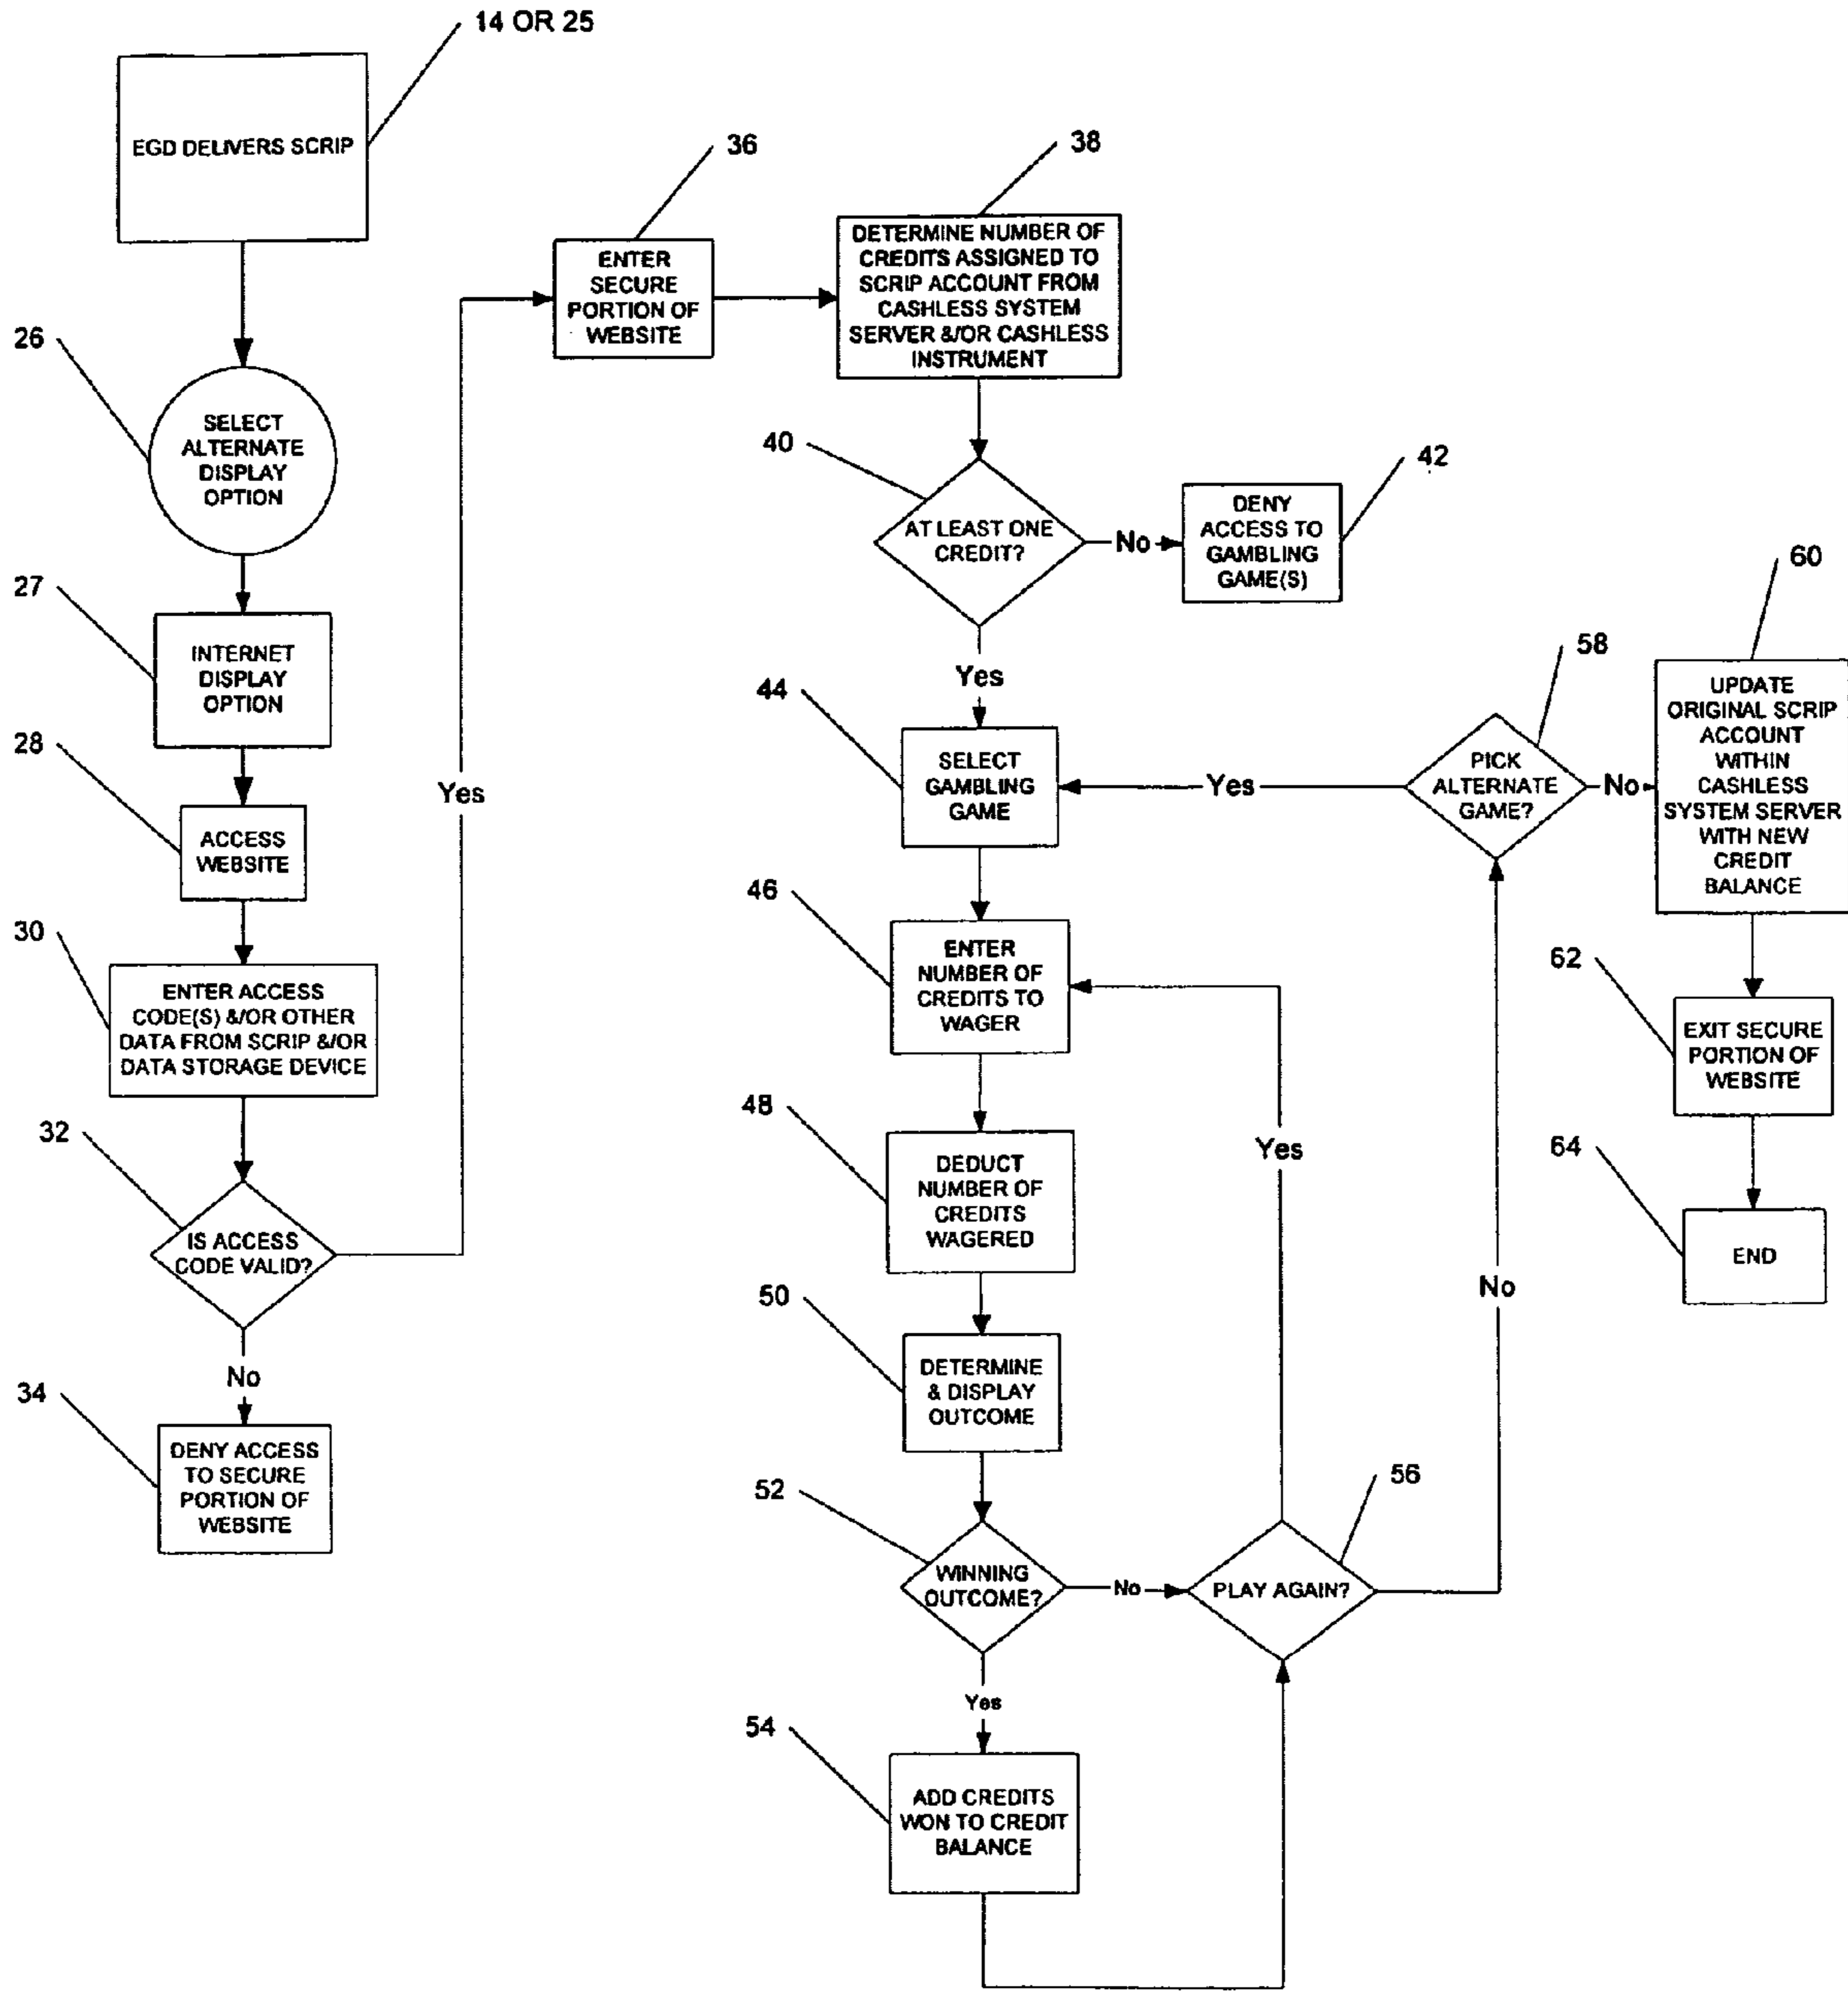 14 OR 25
EGD DELIVERS SCRIP
26
SELECT
ALTERNATE
DISPLAY
OPTION
27
INTERNET
DISPLAY
OPTION
28
ACCESS
WEBSITE
30
ENTER ACCESS
CODE(S) &/OR OTHER
DATA FROM SCRIP &/OR
DATA STORAGE DEVICE
32
IS ACCESS
CODE VALID?
No
34
DENY ACCESS
TO SECURE
PORTION OF
WEBSITE
Yes
36
ENTER
SECURE
PORTION OF
WEBSITE
38
DETERMINE NUMBER OF
CREDITS ASSIGNED TO
SCRIP ACCOUNT FROM
CASHLESS SYSTEM
SERVER &/OR CASHLESS
INSTRUMENT
40
AT LEAST ONE
CREDIT?
No
42
DENY
ACCESS TO
GAMBLING
GAME(S)
Yes
44
SELECT
GAMBLING
GAME
46
ENTER
NUMBER OF
CREDITS TO
WAGER
48
DEDUCT
NUMBER OF
CREDITS
WAGERED
50
DETERMINE
& DISPLAY
OUTCOME
52
WINNING
OUTCOME?
No
Yes
54
ADD CREDITS
WON TO CREDIT
BALANCE
56
PLAY AGAIN?
Yes
No
58
PICK
ALTERNATE
GAME?
Yes
No
60
UPDATE
ORIGINAL SCRIP
ACCOUNT
WITHIN
CASHLESS
SYSTEM SERVER
WITH NEW
CREDIT
BALANCE
62
EXIT SECURE
PORTION OF
WEBSITE
64
END